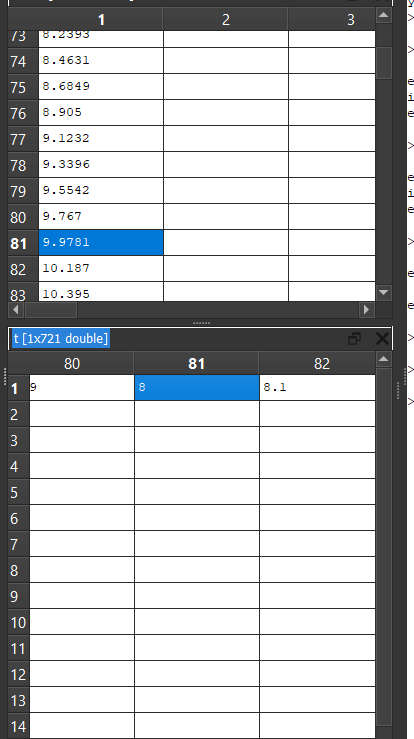 1 2 3
73 8.2393
74 8.4631
75 8.6849
76 8.905
77 9.1232
78 9.3396
79 9.5542
80 9.767
81 9.9781
82 10.187
83 10.395
t [1x721 double]
80 81 82
1 9 8 8.1
2
3
4
5
6
7
8
9
10
11
12
13
14
>
>
e
i
e
>
e
i
e
>
e
e
>
>
>